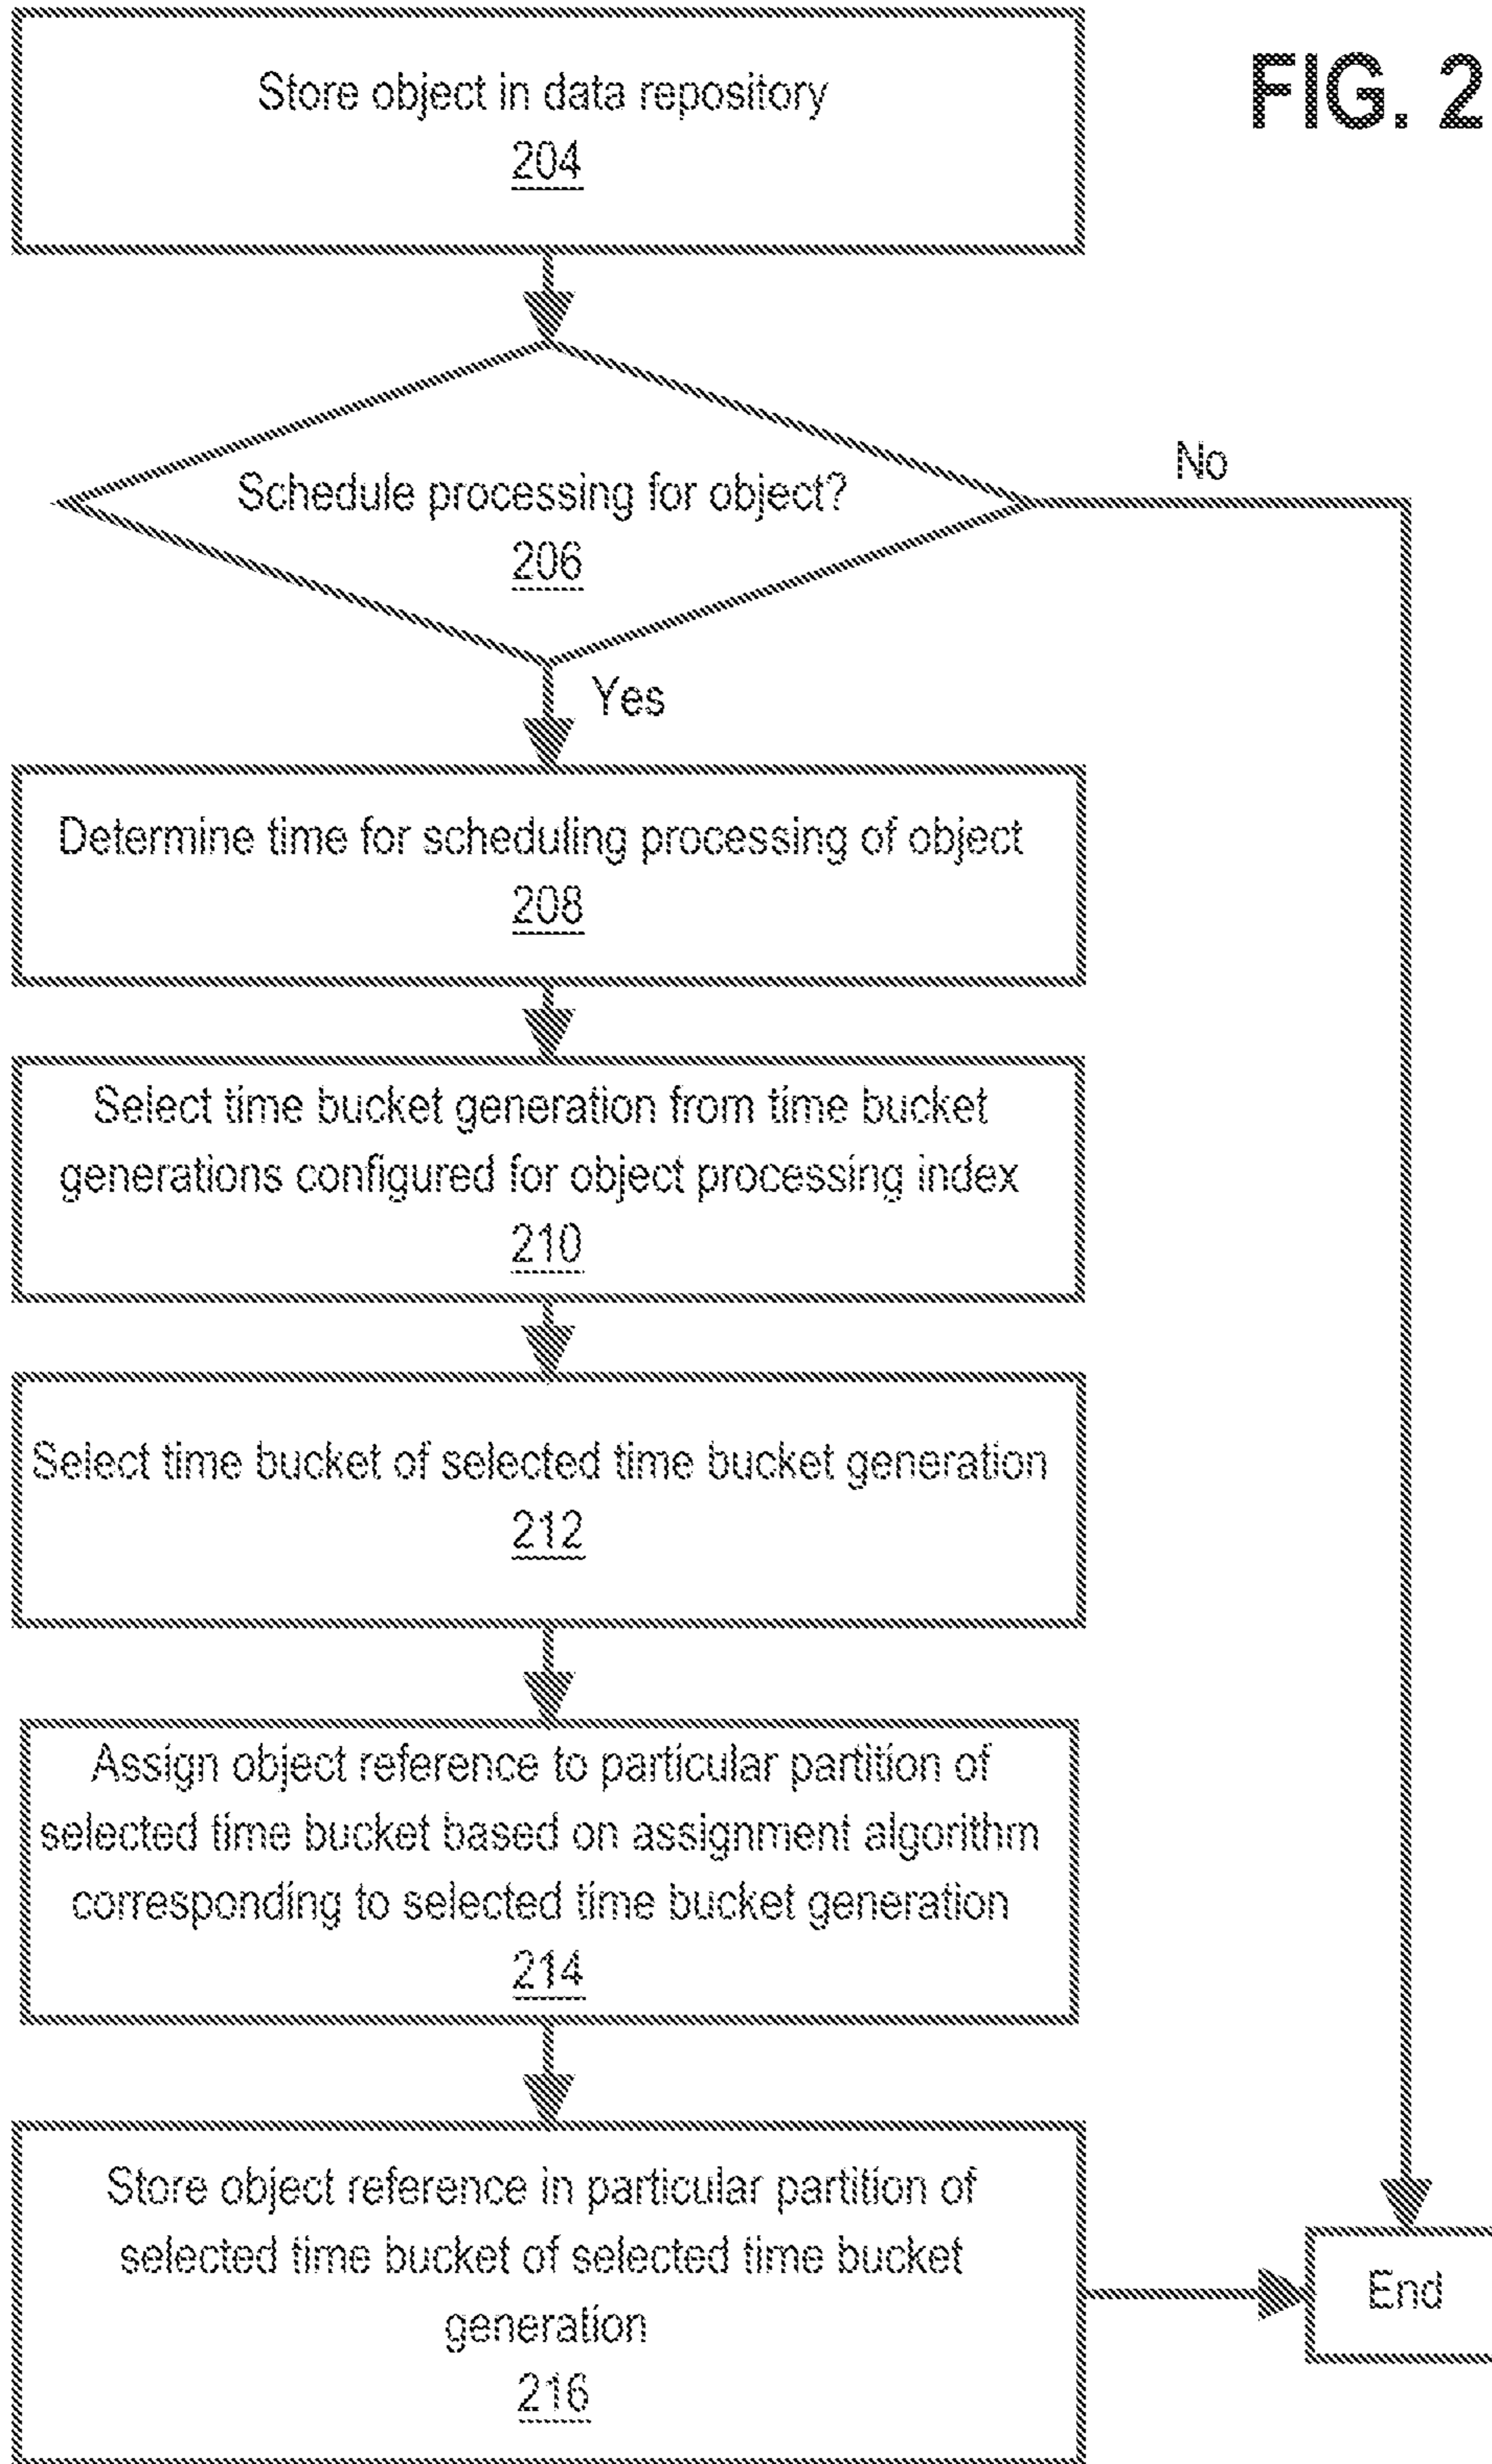 FIG. 2
Store object in data repository
204
Schedule processing for object?
206
No
Yes
Determine time for scheduling processing of object
208
Select time bucket generation from time bucket
generations configured for object processing index
210
Select time bucket of selected time bucket generation
212
Assign object reference to particular partition of
selected time bucket based on assignment algorithm
corresponding to selected time bucket generation
214
Store object reference in particular partition of
selected time bucket of selected time bucket
generation
216
End